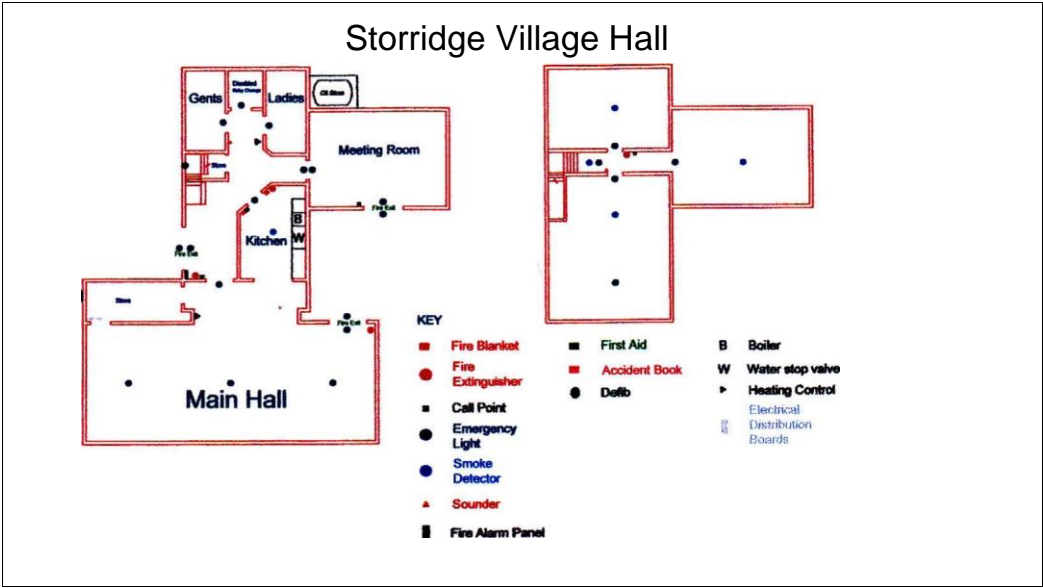 Storridge Village Hall
Gents
Disabled
Baby Change
Ladies
Oil Store
Meeting Room
Store
Fire Exit
B
Kitchen
W
Fire Exit
Store
Fire Exit
Main Hall
KEY
Fire Blanket
Fire
Extinguisher
Call Point
Emergency
Light
Smoke
Detector
Sounder
Fire Alarm Panel
First Aid
Accident Book
Defib
B Boiler
W Water stop valve
Heating Control
Electrical
Distribution
Boards